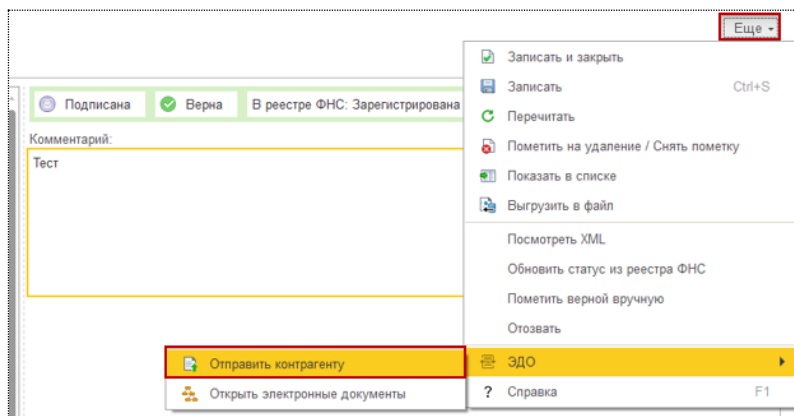 Еще
Записать и закрыть
Записать Ctrl+S
Перечитать
Пометить на удаление / Снять пометку
Показать в списке
Выгрузить в файл
Посмотреть XML
Обновить статус из реестра ФНС
Пометить верной вручную
Отозвать
ЭДО
? Справка F1
Подписана Верна В реестре ФНС: Зарегистрирована
Комментарий:
Тест
Отправить контрагенту
Открыть электронные документы